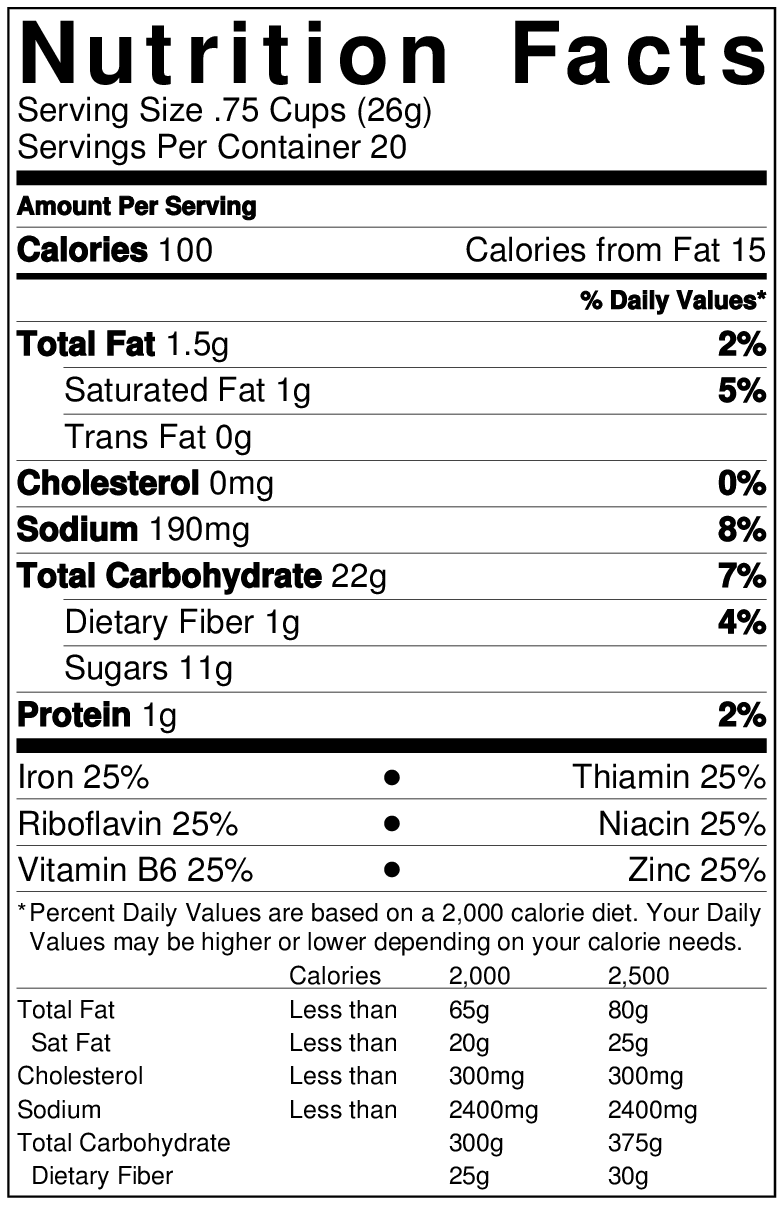 Nutrition Facts
Serving Size .75 Cups (26g)
Servings Per Container 20
Amount Per Serving
Calories 100 Calories from Fat 15
% Daily Values*
Total Fat 1.5g 2%
Saturated Fat 1g 5%
Trans Fat 0g
Cholesterol 0mg 0%
Sodium 190mg 8%
Total Carbohydrate 22g 7%
Dietary Fiber 1g 4%
Sugars 11g
Protein 1g 2%
Iron 25% ● Thiamin 25%
Riboflavin 25% ● Niacin 25%
Vitamin B6 25% ● Zinc 25%
* Percent Daily Values are based on a 2,000 calorie diet. Your Daily
Values may be higher or lower depending on your calorie needs.
Calories 2,000 2,500
Total Fat Less than 65g 80g
Sat Fat Less than 20g 25g
Cholesterol Less than 300mg 300mg
Sodium Less than 2400mg 2400mg
Total Carbohydrate 300g 375g
Dietary Fiber 25g 30g